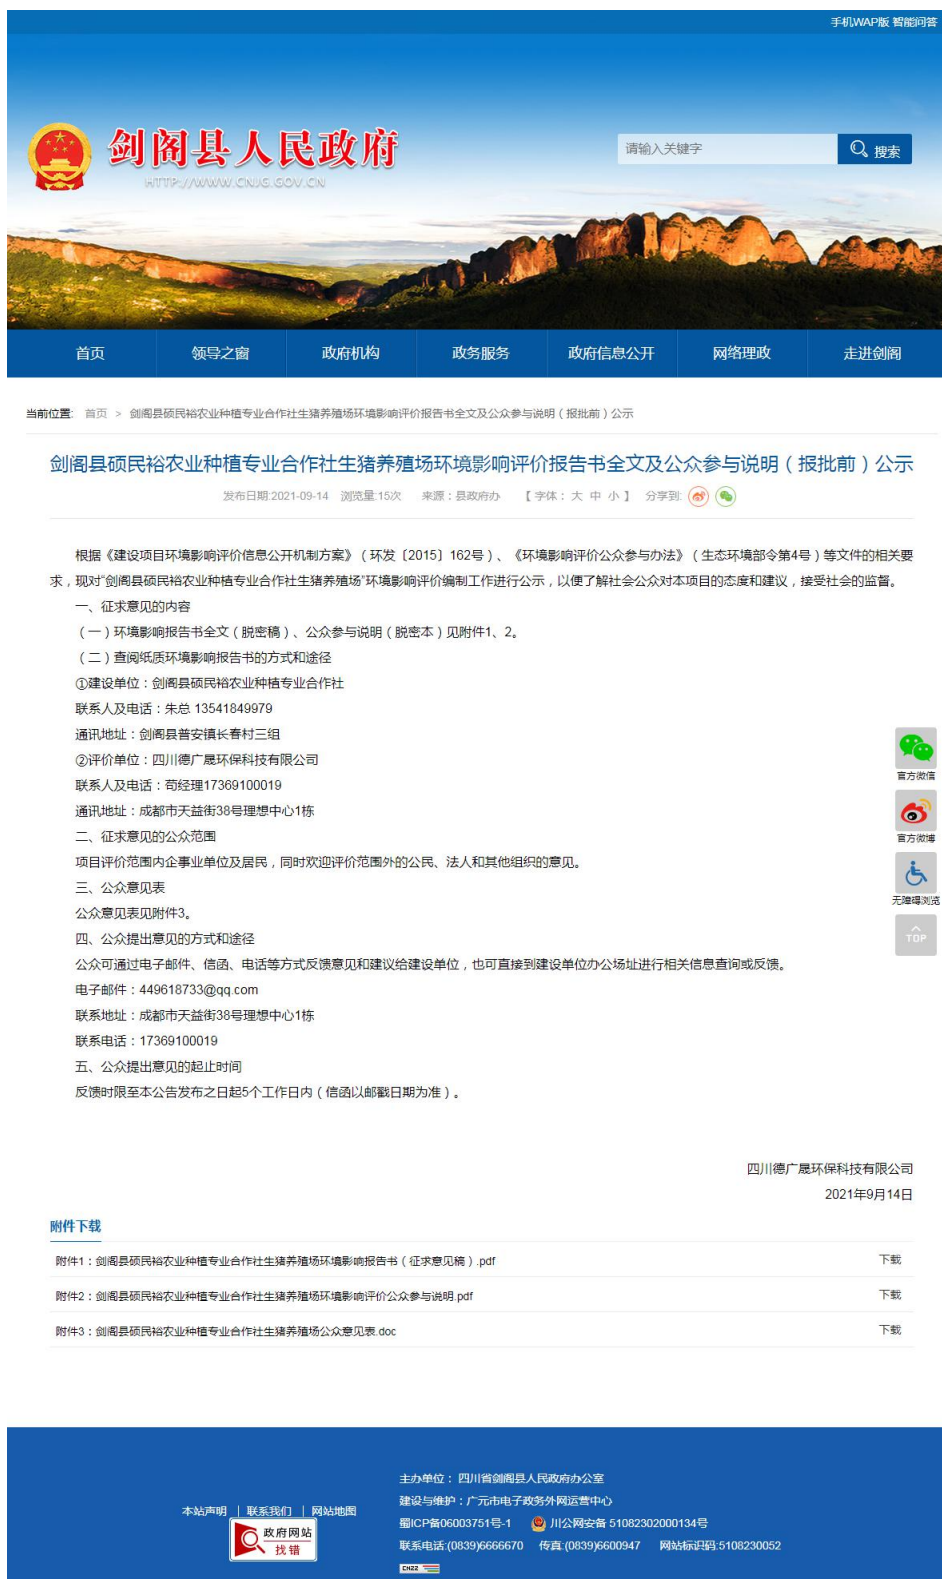 手机WAP版 智能问答
剑阁县人民政府
HTTP://WWW.CNJG.GOV.CN
请输入关键字
搜索
首页 领导之窗 政府机构 政务服务 政府信息公开 网络理政 走进剑阁
当前位置: 首页 > 剑阁县硕民裕农业种植专业合作社生猪养殖场环境影响评价报告书全文及公众参与说明（报批前）公示
剑阁县硕民裕农业种植专业合作社生猪养殖场环境影响评价报告书全文及公众参与说明（报批前）公示
发布日期:2021-09-14 浏览量:15次 来源：县政府办 【 字体： 大 中 小 】 分享到:
根据《建设项目环境影响评价信息公开机制方案》（环发〔2015〕162号）、《环境影响评价公众参与办法》（生态环境部令第4号）等文件的相关要
求，现对“剑阁县硕民裕农业种植专业合作社生猪养殖场”环境影响评价编制工作进行公示，以便了解社会公众对本项目的态度和建议，接受社会的监督。
一、征求意见的内容
（一）环境影响报告书全文（脱密稿）、公众参与说明（脱密本）见附件1、2。
（二）查阅纸质环境影响报告书的方式和途径
①建设单位：剑阁县硕民裕农业种植专业合作社
联系人及电话：朱总 13541849979
通讯地址：剑阁县普安镇长春村三组
②评价单位：四川德广晟环保科技有限公司
联系人及电话：苟经理17369100019
通讯地址：成都市天益街38号理想中心1栋
二、征求意见的公众范围
项目评价范围内企事业单位及居民，同时欢迎评价范围外的公民、法人和其他组织的意见。
三、公众意见表
公众意见表见附件3。
四、公众提出意见的方式和途径
公众可通过电子邮件、信函、电话等方式反馈意见和建议给建设单位，也可直接到建设单位办公场址进行相关信息查询或反馈。
电子邮件：449618733@qq.com
联系地址：成都市天益街38号理想中心1栋
联系电话：17369100019
五、公众提出意见的起止时间
反馈时限至本公告发布之日起5个工作日内（信函以邮戳日期为准）。
官方微信
官方微博
无障碍浏览
TOP
四川德广晟环保科技有限公司
2021年9月14日
附件下载
附件1：剑阁县硕民裕农业种植专业合作社生猪养殖场环境影响报告书（征求意见稿）.pdf 下载
附件2：剑阁县硕民裕农业种植专业合作社生猪养殖场环境影响评价公众参与说明.pdf 下载
附件3：剑阁县硕民裕农业种植专业合作社生猪养殖场公众意见表.doc 下载
本站声明 | 联系我们 | 网站地图
政府网站
找错
主办单位： 四川省剑阁县人民政府办公室
建设与维护：广元市电子政务外网运营中心
蜀ICP备06003751号-1 川公网安备 51082302000134号
联系电话:(0839)6666670 传真:(0839)6600947 网站标识码:5108230052
CNZZ